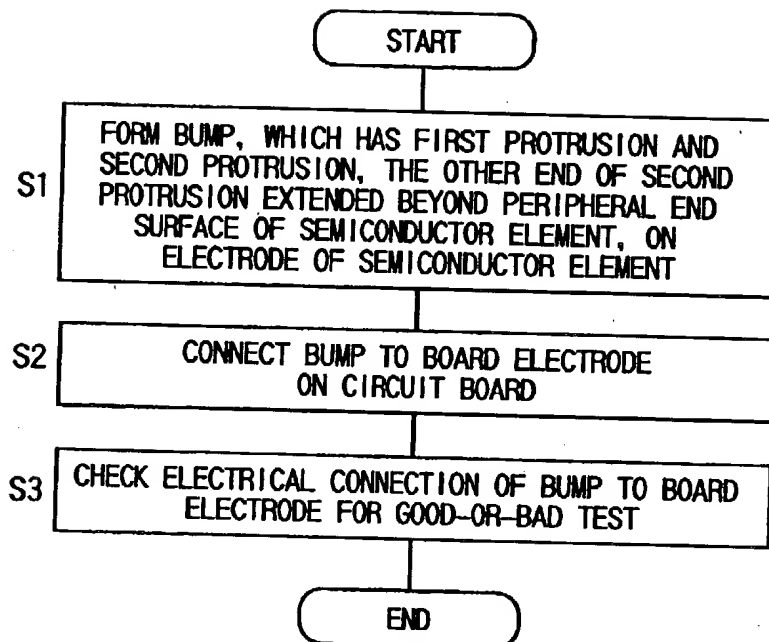 START
S1
FORM BUMP, WHICH HAS FIRST PROTRUSION AND
SECOND PROTRUSION, THE OTHER END OF SECOND
PROTRUSION EXTENDED BEYOND PERIPHERAL END
SURFACE OF SEMICONDUCTOR ELEMENT, ON
ELECTRODE OF SEMICONDUCTOR ELEMENT
S2
CONNECT BUMP TO BOARD ELECTRODE
ON CIRCUIT BOARD
S3
CHECK ELECTRICAL CONNECTION OF BUMP TO BOARD
ELECTRODE FOR GOOD-OR-BAD TEST
END